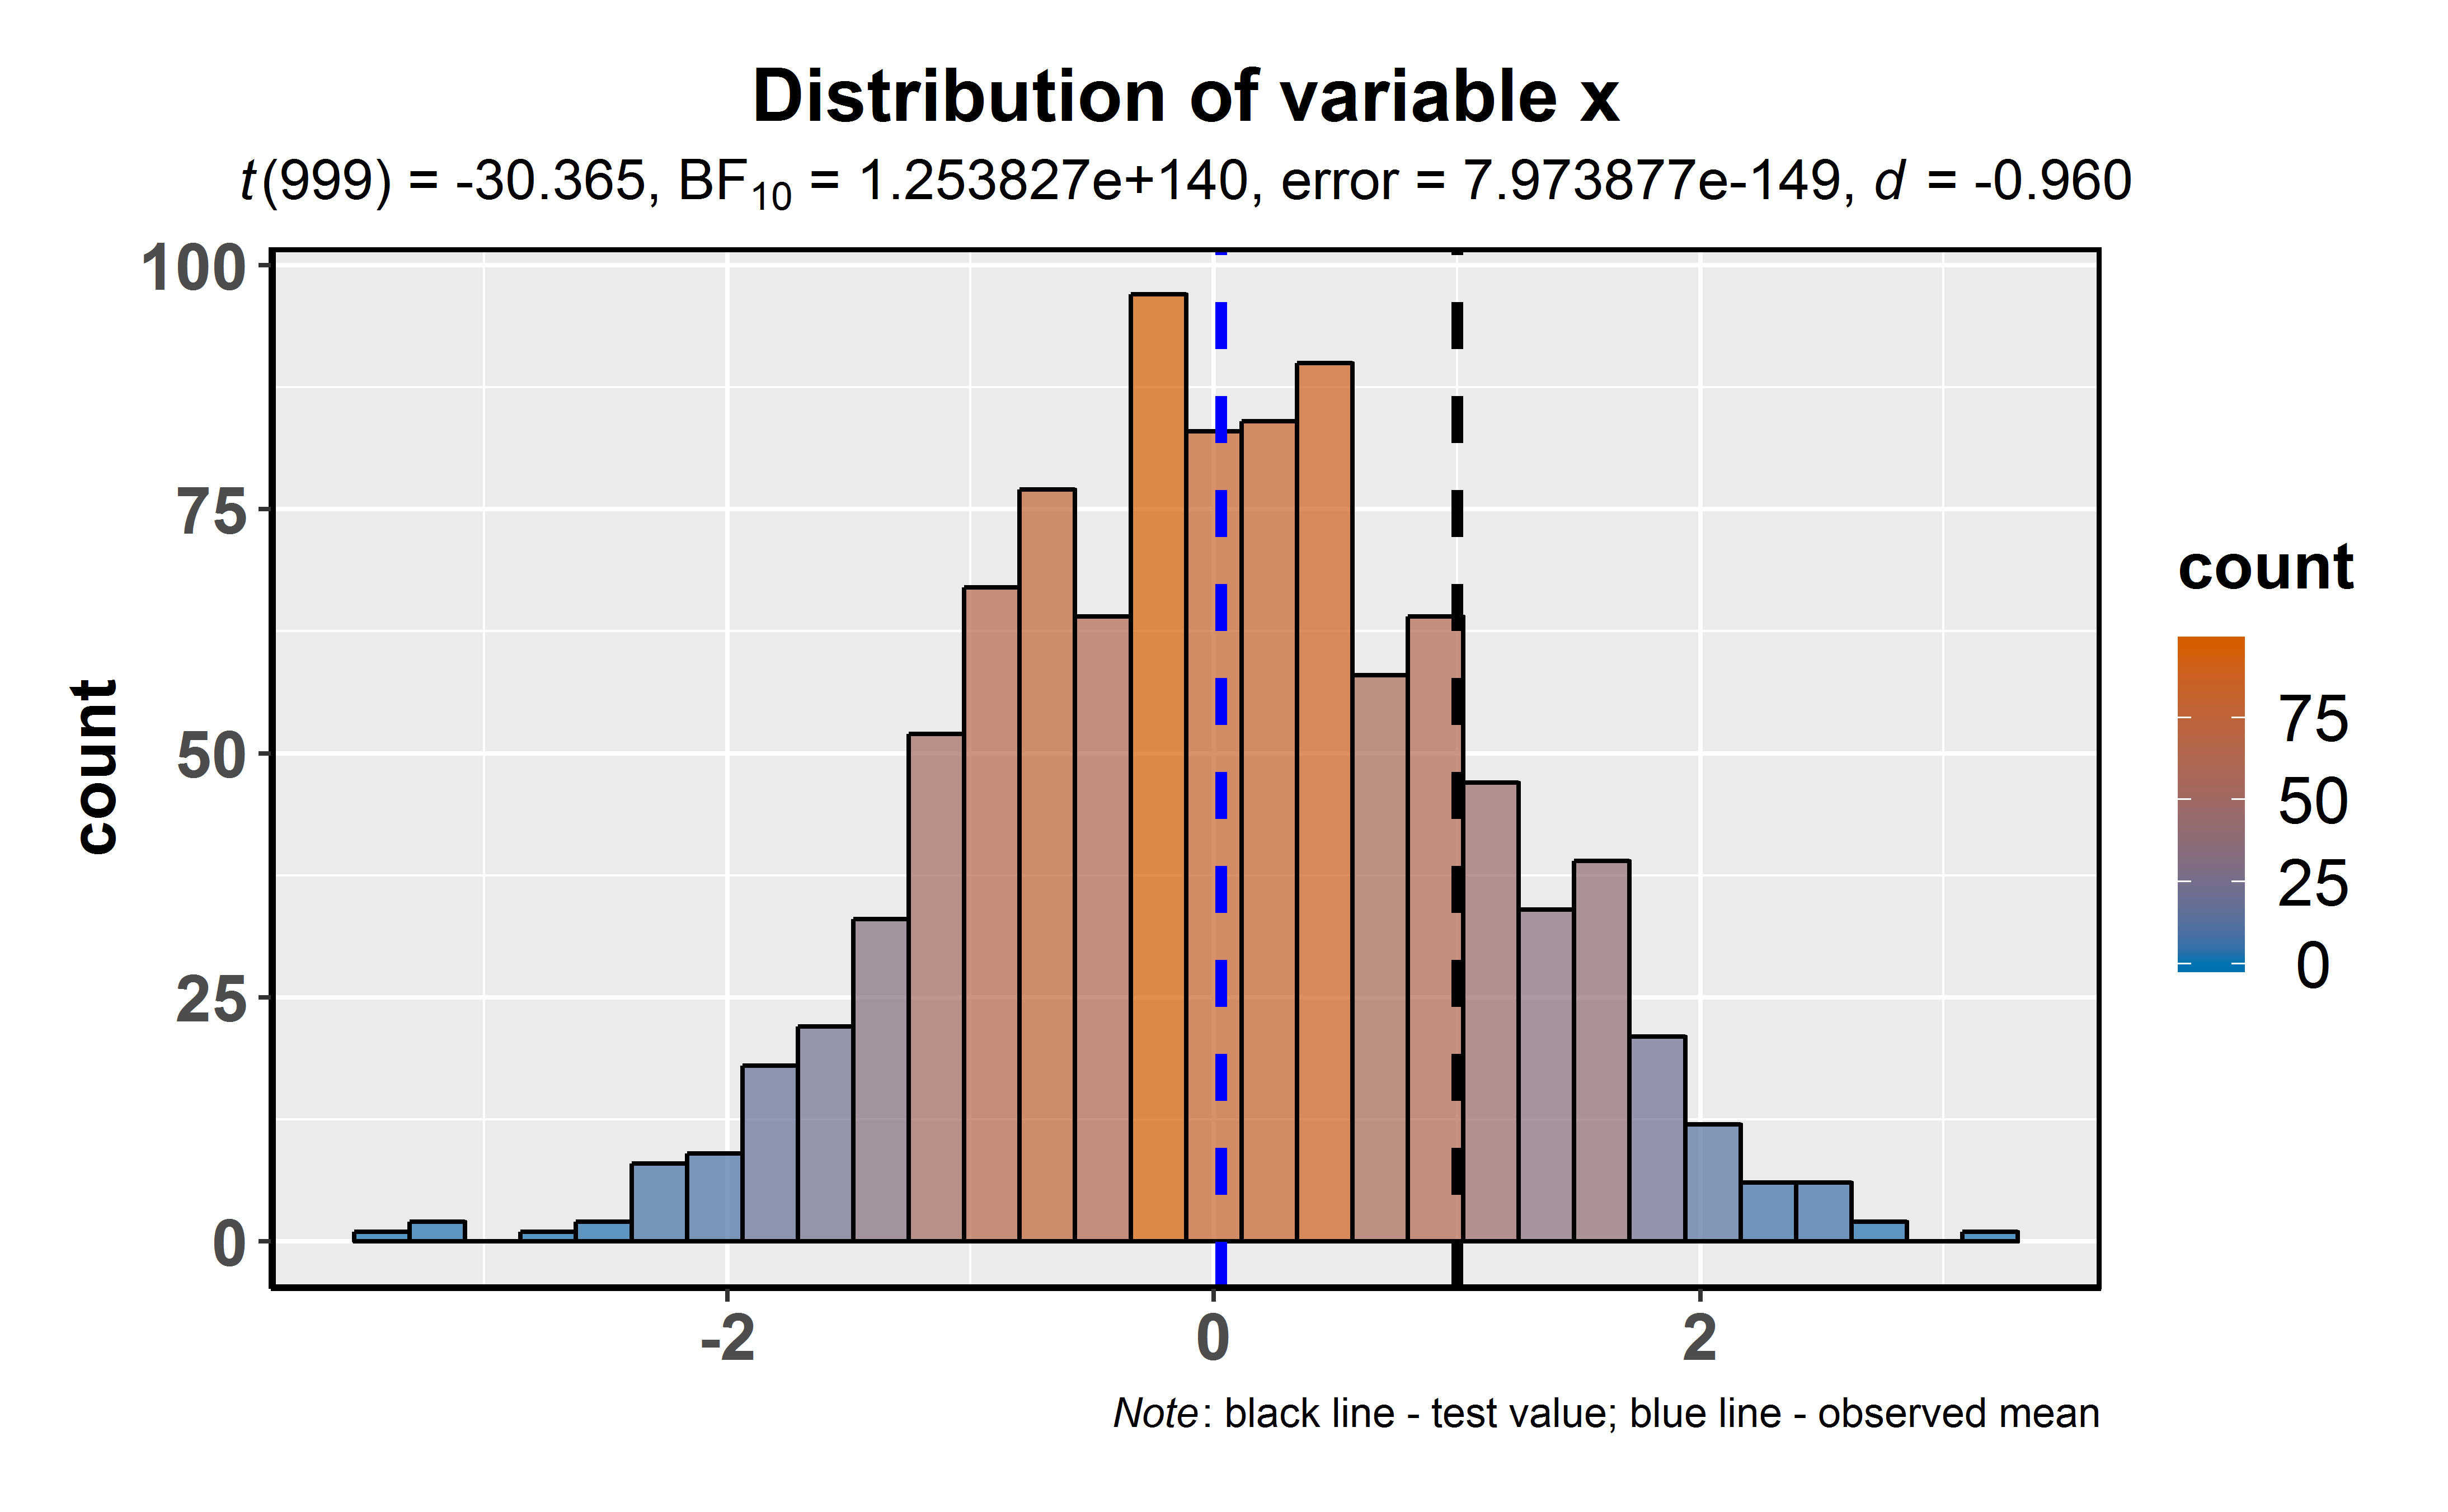 Distribution of variable x
t(999) = -30.365, BF₁₀ = 1.253827e+140, error = 7.973877e-149, d = -0.960
100
75
50
25
0
count
-2 0 2
count
75
50
25
0
Note: black line - test value; blue line - observed mean